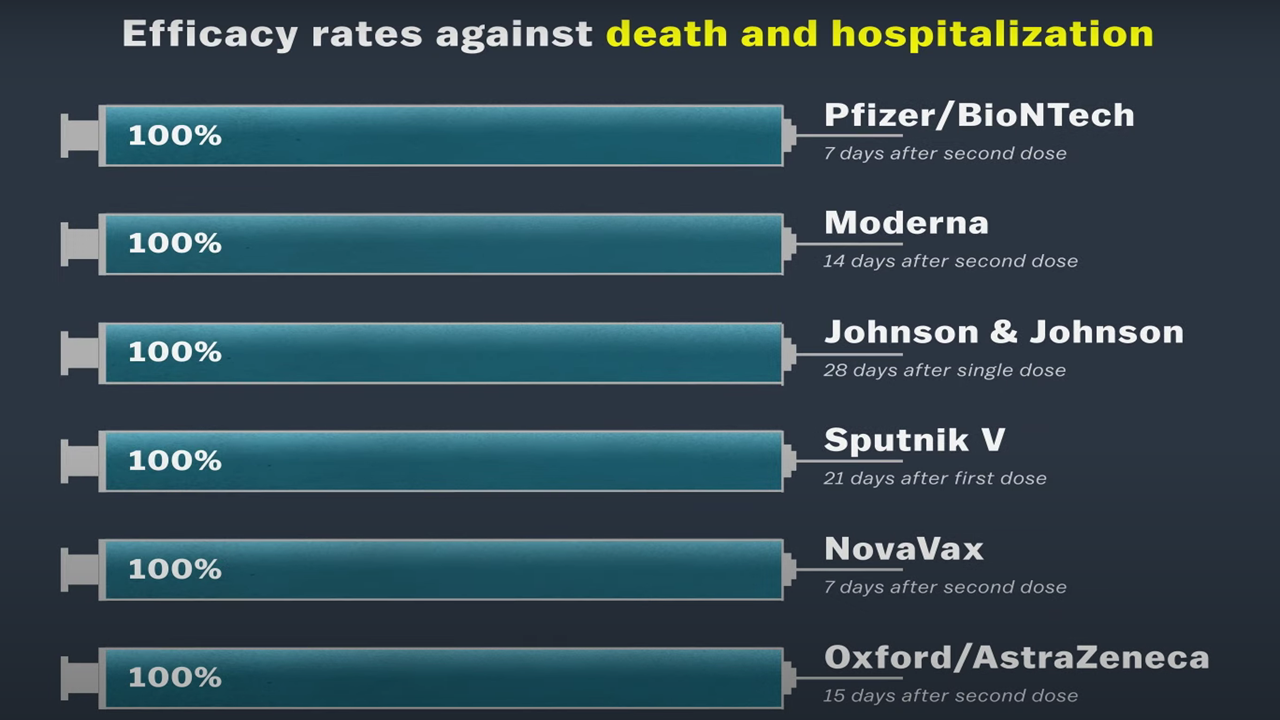 Efficacy rates against death and hospitalization
100%
Pfizer/BioNTech
7 days after second dose
100%
Moderna
14 days after second dose
100%
Johnson & Johnson
28 days after single dose
100%
Sputnik V
21 days after first dose
100%
NovaVax
7 days after second dose
100%
Oxford/AstraZeneca
15 days after second dose